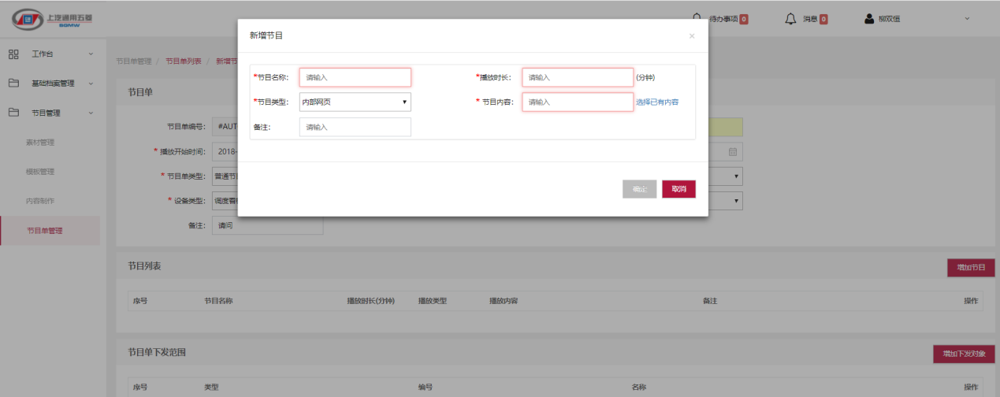 上汽通用五菱 待办事项 0 消息 0 柳双恒
SGMW
新增节目 ×
工作台
节目单管理 / 节目单列表 / 新增节
*节目名称: 请输入 *播放时长: 请输入 (分钟)
基础档案管理
节目单
*节目类型: 内部网页 * 节目内容: 请输入 选择已有内容
节目管理
节目单编号: #AUT
备注: 请输入
素材管理
* 播放开始时间: 2018-
模板管理
* 节目单类型: 普通节目
确定 取消
内容制作
* 设备类型: 调度看
备注: 请问
节目单管理
节目列表 增加节目
序号 节目名称 播放时长(分钟) 播放类型 播放内容 备注 操作
节目单下发范围 增加下发对象
序号 类型 编号 名称 操作